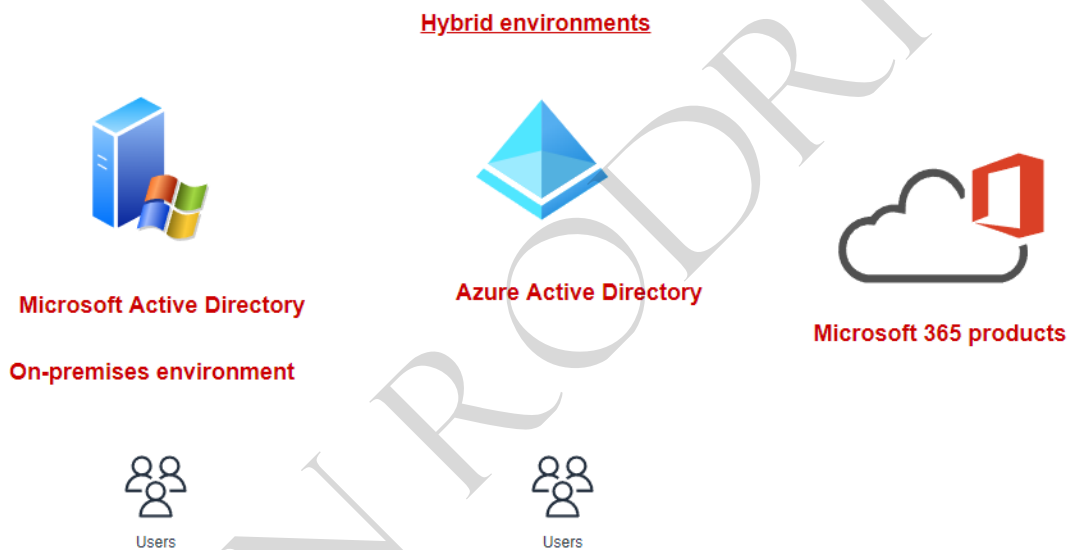 Hybrid environments
Microsoft Active Directory
Azure Active Directory
Microsoft 365 products
On-premises environment
Users
Users